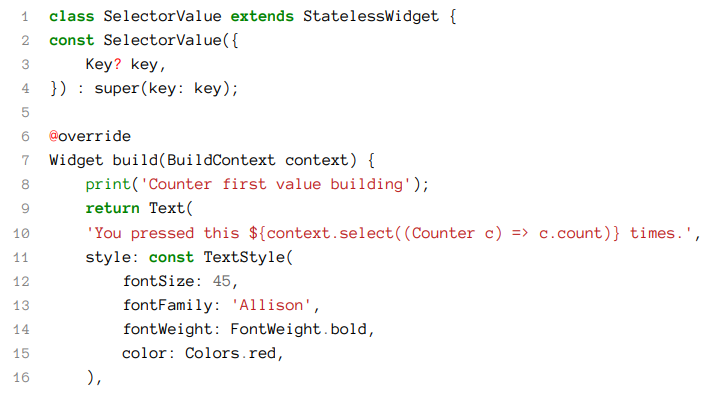 1 class SelectorValue extends StatelessWidget {
2 const SelectorValue({
3 Key? key,
4 }) : super(key: key);
5
6 @override
7 Widget build(BuildContext context) {
8 print('Counter first value building');
9 return Text(
10 'You pressed this ${context.select((Counter c) => c.count)} times.',
11 style: const TextStyle(
12 fontSize: 45,
13 fontFamily: 'Allison',
14 fontWeight: FontWeight.bold,
15 color: Colors.red,
16 ),